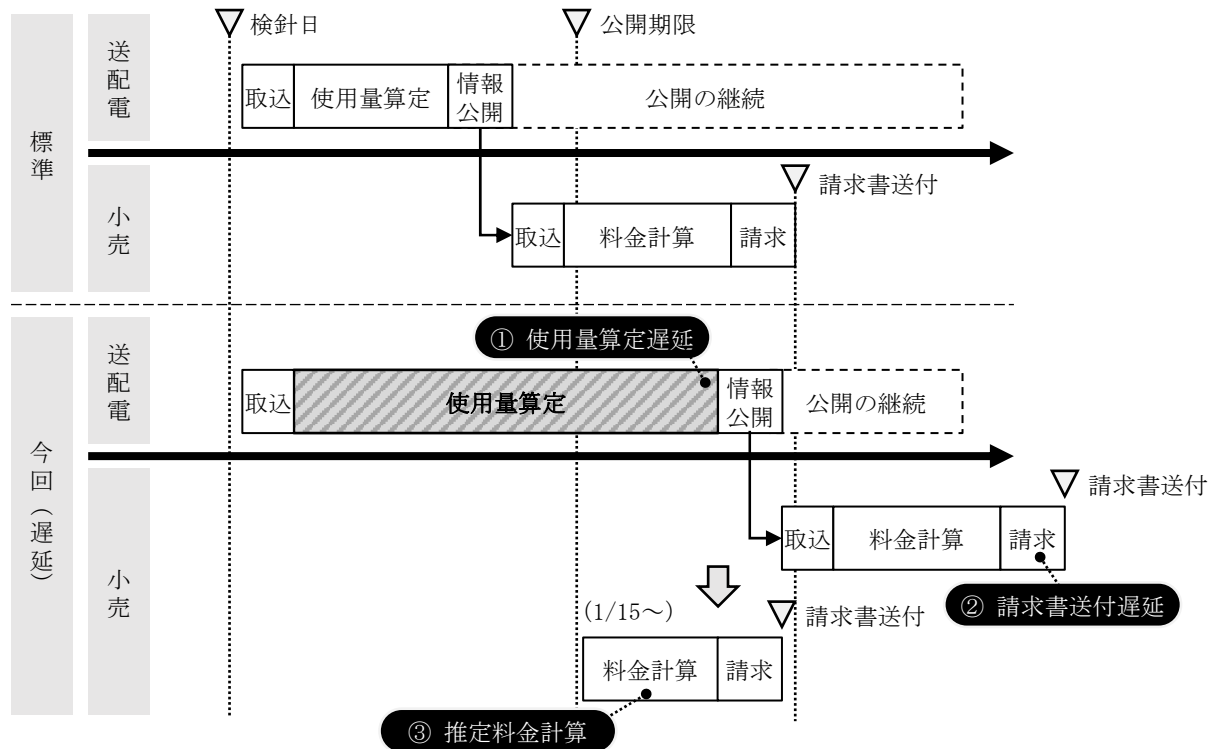 検針日
公開期限
標準
送配電
取込
使用量算定
情報
公開
公開の継続
請求書送付
小売
取込
料金計算
請求
今回（遅延）
送配電
① 使用量算定遅延
取込
使用量算定
情報
公開
公開の継続
請求書送付
小売
取込
料金計算
請求
② 請求書送付遅延
(1/15～)
請求書送付
料金計算
請求
③ 推定料金計算